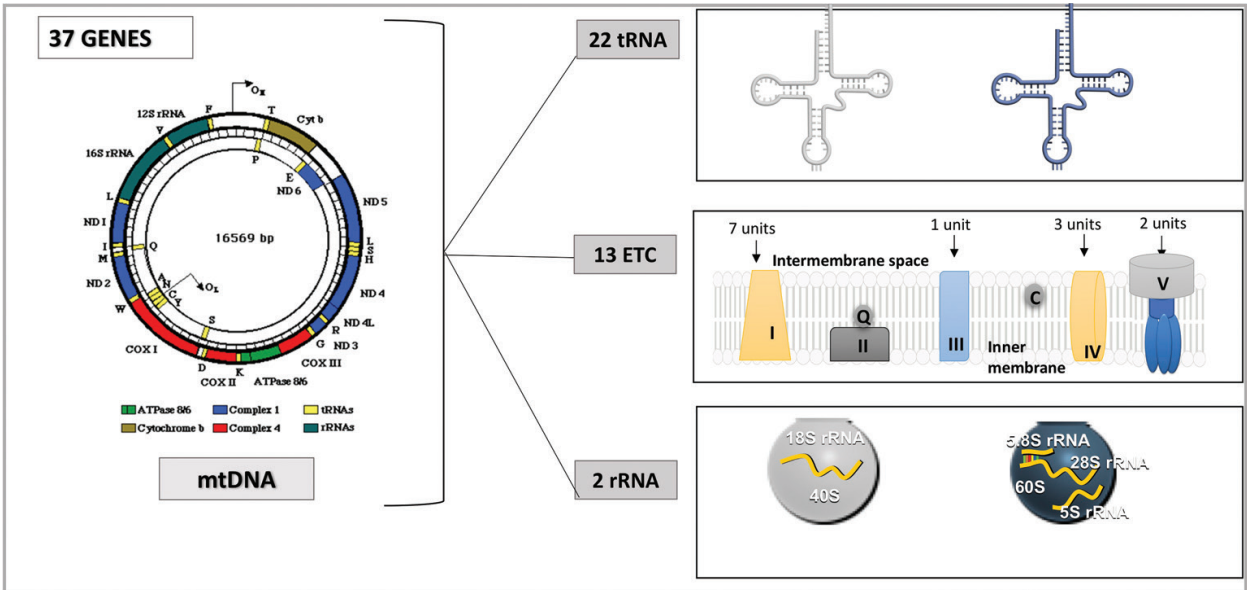 37 GENES
O_H
F
T
12S rRNA
Cyt b
V
16S rRNA
P
E
ND 6
L
ND 5
ND I
16569 bp
I
Q
L
S
M
H
ND 2
A
N
C
Y
O_L
ND 4
W
S
R
ND 4L
G
ND 3
COX I
COX III
D
K
COX II
ATPase 8/6
ATPase 8/6
Complex 1
tRNAs
Cytochrome b
Complex 4
rRNAs
mtDNA
22 tRNA
13 ETC
2 rRNA
7 units
1 unit
3 units
2 units
Intermembrane space
I
Q
II
III
C
IV
V
Inner
membrane
18S rRNA
40S
5.8S rRNA
28S rRNA
60S
5S rRNA